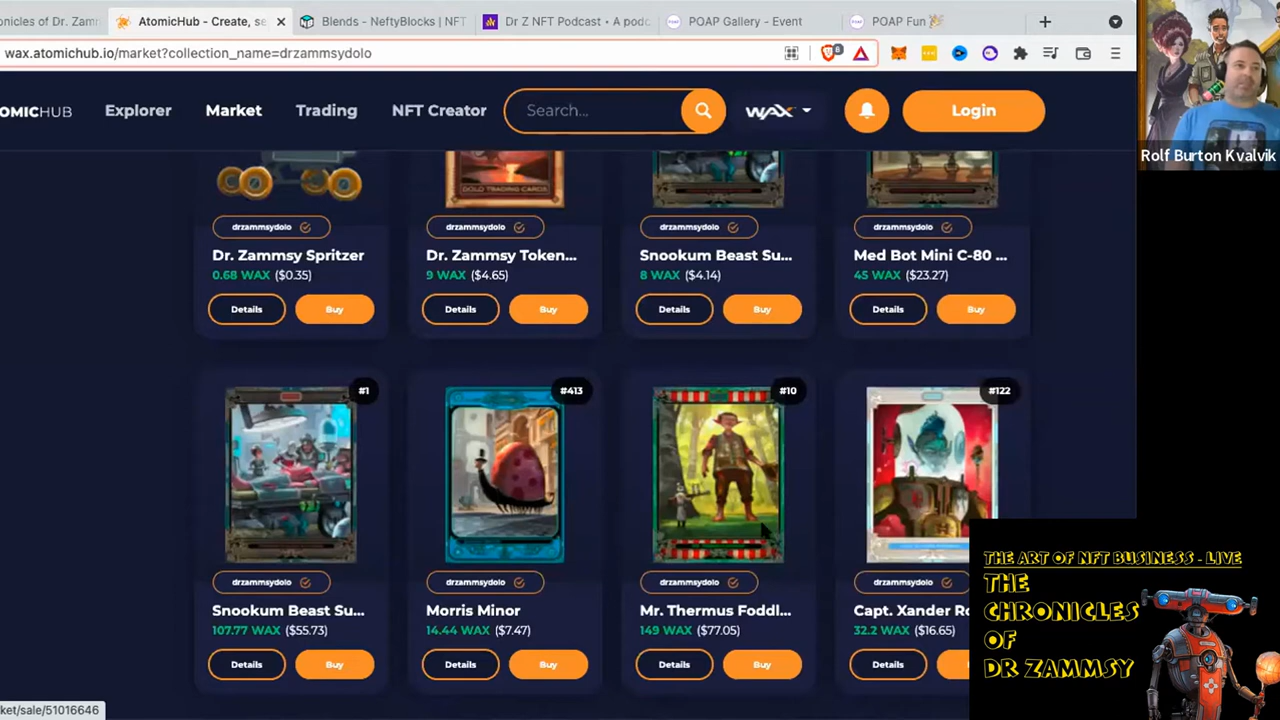 nicles of Dr. Zamm
AtomicHub - Create, se
Blends - NeftyBlocks | NFT
Dr Z NFT Podcast • A podc
POAP Gallery - Event
POAP Fun
wax.atomichub.io/market?collection_name=drzammsydolo
8
OMICHUB
Explorer
Market
Trading
NFT Creator
Search...
WAX
Login
Rolf Burton Kvalvik
GOLD TRADING CARDS
drzammsydolo
drzammsydolo
drzammsydolo
drzammsydolo
Dr. Zammsy Spritzer
Dr. Zammsy Token...
Snookum Beast Su...
Med Bot Mini C-80 ...
0.68 WAX ($0.35)
9 WAX ($4.65)
8 WAX ($4.14)
45 WAX ($23.27)
Details
Buy
Details
Buy
Details
Buy
Details
Buy
#1
#413
#10
#122
drzammsydolo
drzammsydolo
drzammsydolo
drzammsydolo
Snookum Beast Su...
Morris Minor
Mr. Thermus Foddl...
Capt. Xander Ro
107.77 WAX ($55.73)
14.44 WAX ($7.47)
149 WAX ($77.05)
32.2 WAX ($16.65)
Details
Buy
Details
Buy
Details
Buy
Details
THE ART OF NFT BUSINESS - LIVE
THE
CHRONICLES
OF
DR ZAMMSY
ket/sale/51016646